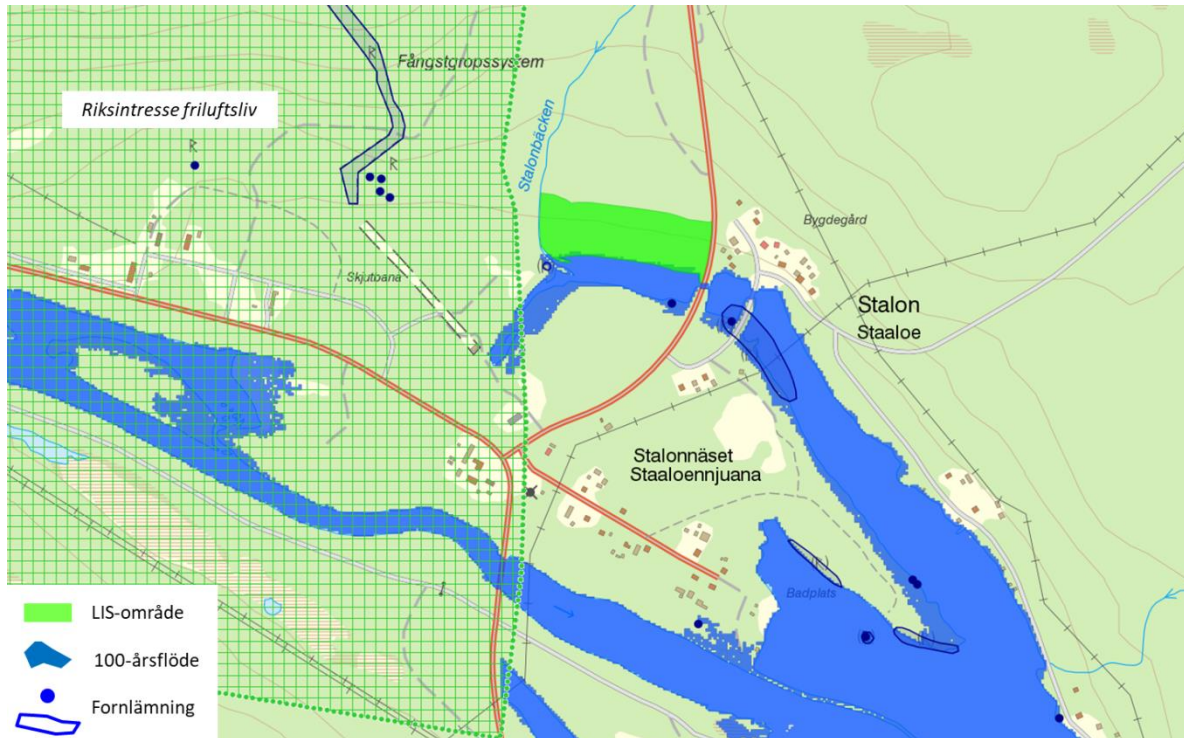 Fångstgropssystem
R
Riksintresse friluftsliv
R
R
Stalonbäcken
Bygdegård
Skjutbana
Stalon
Staaloe
Stalonnäset
Staaloennjuana
Badplats
LIS-område
100-årsflöde
Fornlämning